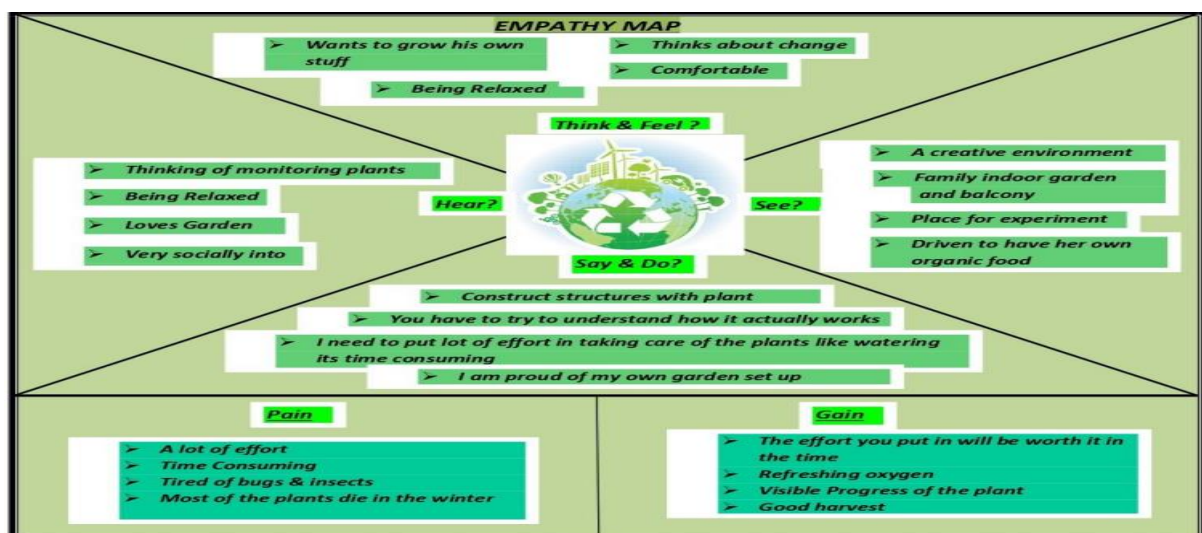 EMPATHY MAP
➢ Wants to grow his own
stuff
➢ Thinks about change
➢ Comfortable
➢ Being Relaxed
Think & Feel ?
➢ Thinking of monitoring plants
➢ Being Relaxed
➢ Loves Garden
➢ Very socially into
Hear?
See?
➢ A creative environment
➢ Family indoor garden
and balcony
➢ Place for experiment
➢ Driven to have her own
organic food
Say & Do?
➢ Construct structures with plant
➢ You have to try to understand how it actually works
➢ I need to put lot of effort in taking care of the plants like watering
its time consuming
➢ I am proud of my own garden set up
Pain
➢ A lot of effort
➢ Time Consuming
➢ Tired of bugs & insects
➢ Most of the plants die in the winter
Gain
➢ The effort you put in will be worth it in
the time
➢ Refreshing oxygen
➢ Visible Progress of the plant
➢ Good harvest